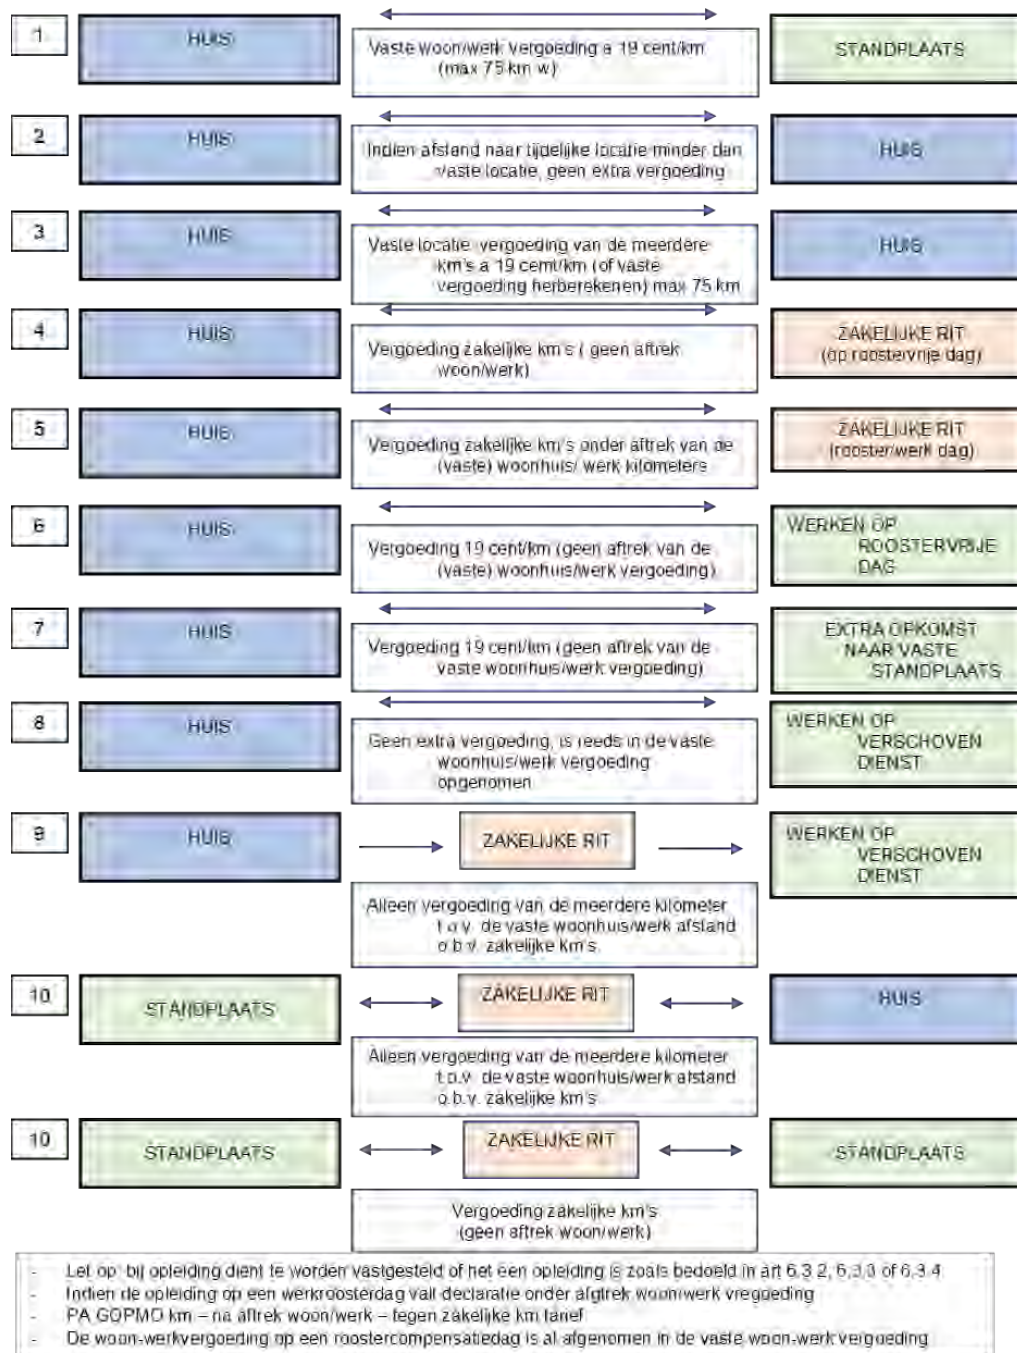 1
HUIS
Vaste woon/werk vergoeding a 19 cent/km
(max 75 km w)
STANDPLAATS
2
HUIS
Indien afstand naar tijdelijke locatie minder dan
vaste locatie, geen extra vergoeding
HUIS
3
HUIS
Vaste locatie vergoeding van de meerdere
km's a 19 cent/km (of vaste
vergoeding herberekenen) max 75 km
HUIS
4
HUIS
Vergoeding zakelijke km's ( geen aftrek
woon/werk)
ZAKELIJKE RIT
(op roostervrije dag)
5
HUIS
Vergoeding zakelijke km's onder aftrek van de
(vaste) woonhuis/ werk kilometers
ZAKELIJKE RIT
(rooster/werk dag)
6
HUIS
Vergoeding 19 cent/km (geen aftrek van de
(vaste) woonhuis/werk vergoeding)
WERKEN OP
ROOSTERVRIJE
DAG
7
HUIS
Vergoeding 19 cent/km (geen aftrek van de
vaste woonhuis/werk vergoeding)
EXTRA OPKOMST
NAAR VASTE
STANDPLAATS
8
HUIS
Geen extra vergoeding, is reeds in de vaste
woonhuis/werk vergoeding
opgenomen
WERKEN OP
VERSCHOVEN
DIENST
9
HUIS
ZAKELIJKE RIT
WERKEN OP
VERSCHOVEN
DIENST
Alleen vergoeding van de meerdere kilometer
t.o.v. de vaste woonhuis/werk afstand
o.b.v. zakelijke km's
10
STANDPLAATS
ZAKELIJKE RIT
HUIS
Alleen vergoeding van de meerdere kilometer
t.o.v. de vaste woonhuis/werk afstand
o.b.v. zakelijke km's
10
STANDPLAATS
ZAKELIJKE RIT
STANDPLAATS
Vergoeding zakelijke km's
(geen aftrek woon/werk)
- Let op: bij opleiding dient te worden vastgesteld of het een opleiding is zoals bedoeld in art 6.3.2, 6.3.3 of 6.3.4
- Indien de opleiding op een werkroosterdag valt declaratie onder afgtrek woon/werk vregoeding
- PA GOPMO km – na aftrek woon/werk – tegen zakelijke km tarief
- De woon-werkvergoeding op een roostercompensatiedag is al afgenomen in de vaste woon-werk vergoeding